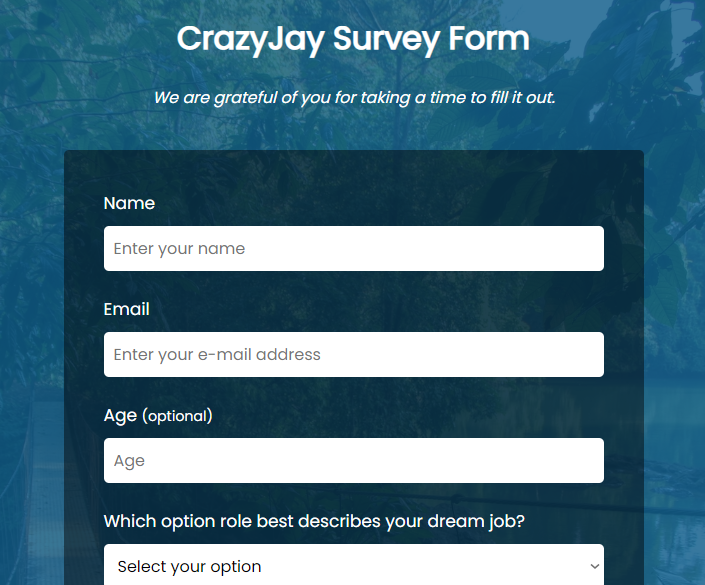 CrazyJay Survey Form
We are grateful of you for taking a time to fill it out.
Name
Enter your name
Email
Enter your e-mail address
Age (optional)
Age
Which option role best describes your dream job?
Select your option